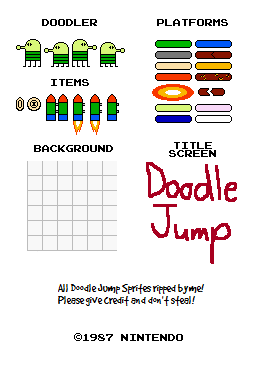 DOODLER
PLATFORMS
ITEMS
BACKGROUND
TITLE
SCREEN
Doodle
Jump
All Doodle Jump Sprites ripped by me!
Please give Credit and don't steal!
©1987 NINTENDO